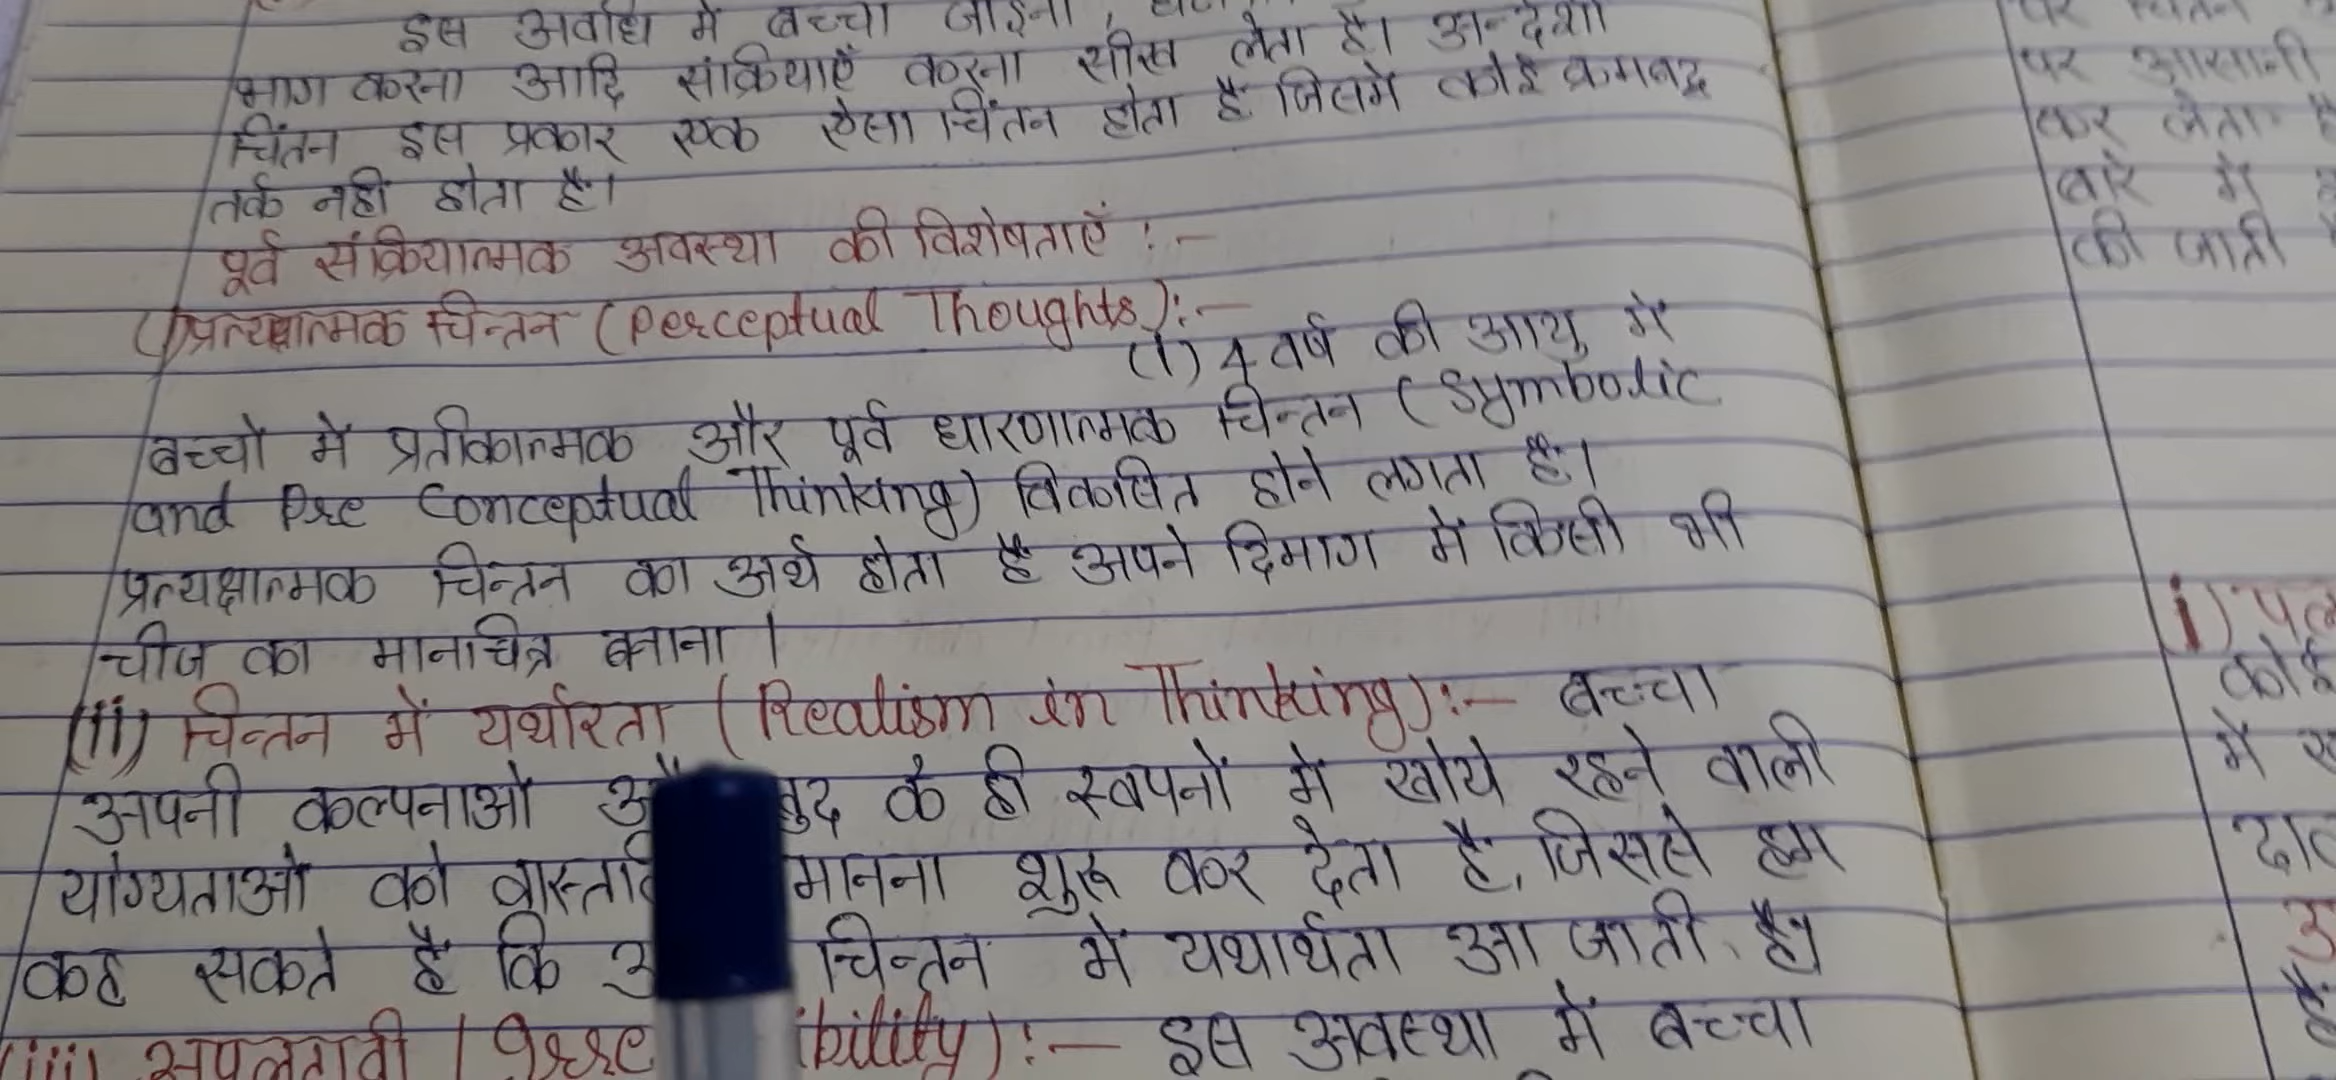 इस अवधि में बच्चा जोड़ना,
भाग करना आदि संक्रियाएँ करना सीख लेता है। अन्देशी
चिंतन इस प्रकार एक ऐसा चिंतन होता है जिसमें कोई क्रमबद्ध
तर्क नहीं होता है।
पूर्व संक्रियात्मक अवस्था की विशेषताएँ :-
(i) प्रत्यक्षात्मक चिन्तन (Perceptual Thoughts):-
(1) 4 वर्ष की आयु में
बच्चों में प्रतीकात्मक और पूर्व धारणात्मक चिन्तन (Symbolic
and Pre Conceptual Thinking) विकसित होने लगता है।
प्रत्यक्षात्मक चिन्तन का अर्थ होता है अपने दिमाग में किसी भी
चीज का मानचित्र बनाना।
(ii) चिन्तन में यर्थारता (Realism in Thinking):- बच्चा
अपनी कल्पनाओं खुद के ही स्वपनों में खोये रहने वाली
योग्यताओं को मानना शुरू कर देता है, जिससे हम
कह सकते है कि चिन्तन में यथार्थता आ जाती है।
(iii) इस अवस्था में बच्चा
पर
पर आसानी
कर लेता
बारे में
की जाती
i)
कोई
में